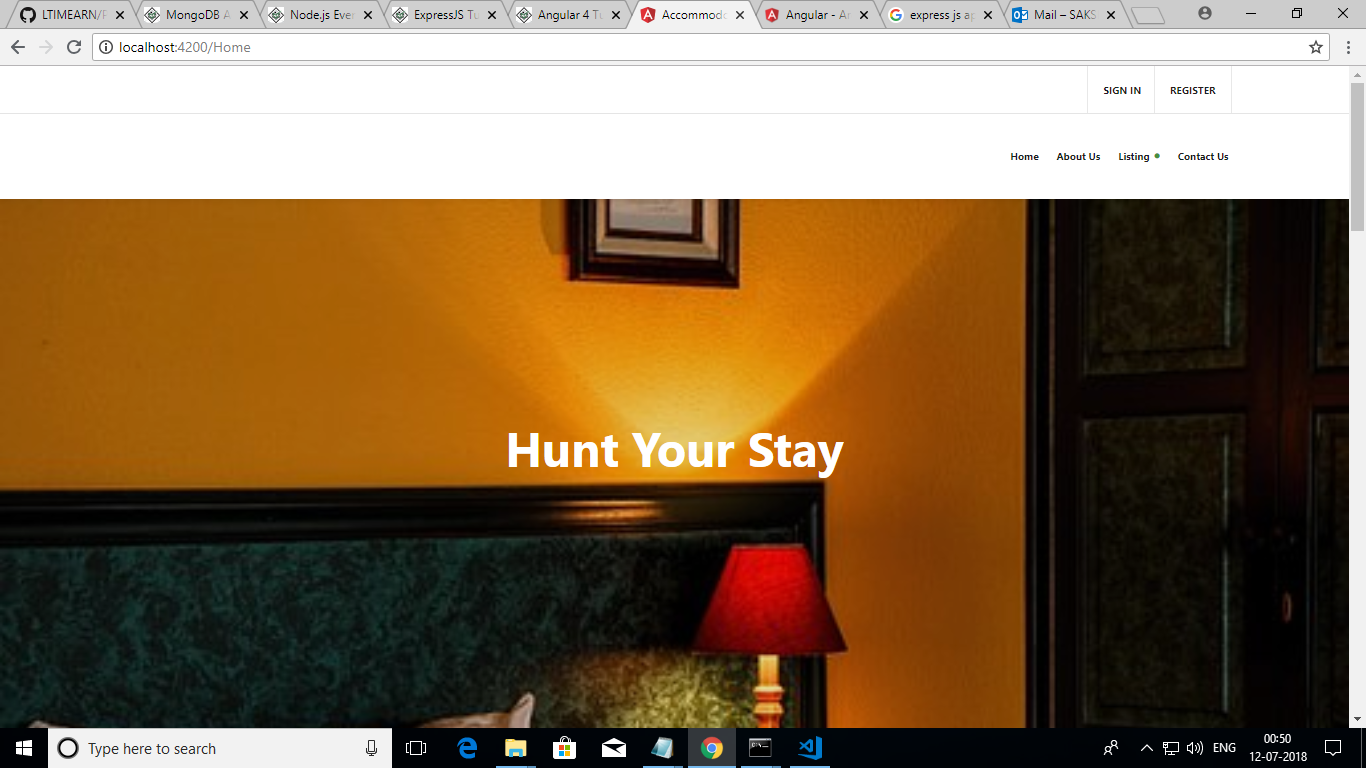 LTIMEARN/F
MongoDB A
Node.js Even
ExpressJS Tu
Angular 4 Tu
Accommoda
Angular - An
express js ap
Mail – SAKS
localhost:4200/Home
SIGN IN
REGISTER
Home
About Us
Listing
Contact Us
Hunt Your Stay
Type here to search
ENG
00:50
12-07-2018